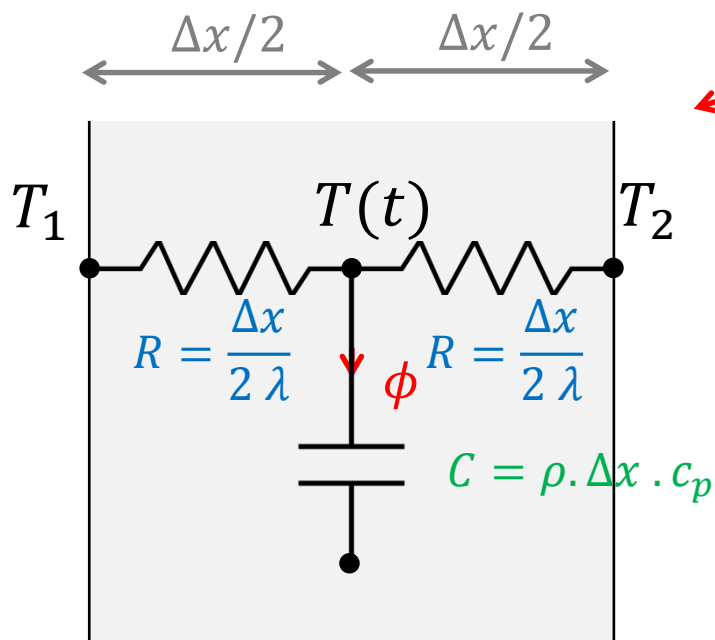 Δx/2 Δx/2
T₁ T(t) T₂
R = Δx / 2 λ R = Δx / 2 λ
ϕ
C = ρ. Δx . cₚ